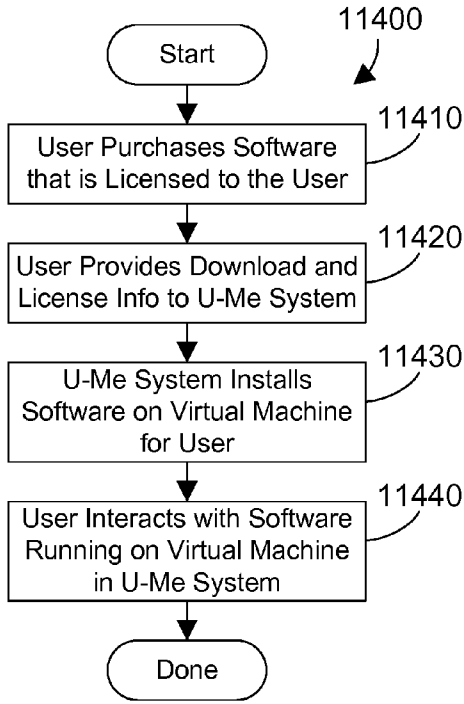 11400
Start
11410
User Purchases Software
that is Licensed to the User
11420
User Provides Download and
License Info to U-Me System
11430
U-Me System Installs
Software on Virtual Machine
for User
11440
User Interacts with Software
Running on Virtual Machine
in U-Me System
Done